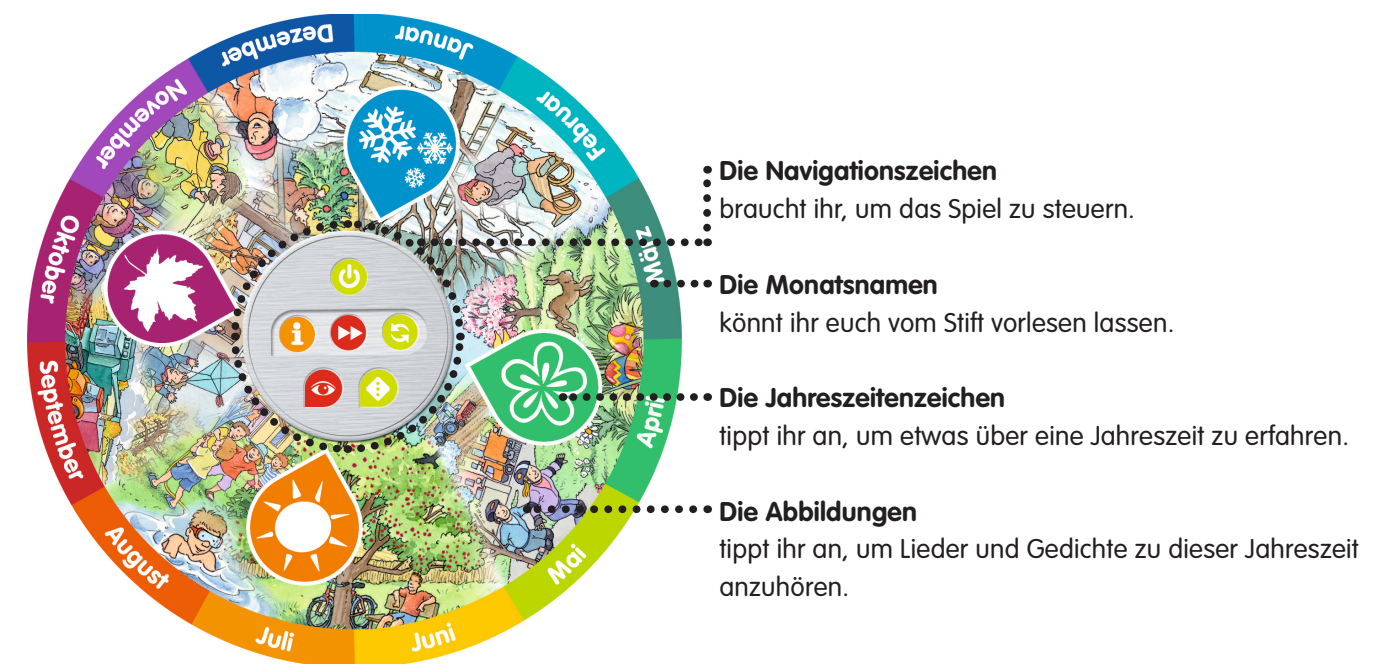 Januar
Februar
März
April
Mai
Juni
Juli
August
September
Oktober
November
Dezember
i
Die Navigationszeichen
braucht ihr, um das Spiel zu steuern.
Die Monatsnamen
könnt ihr euch vom Stift vorlesen lassen.
Die Jahreszeitenzeichen
tippt ihr an, um etwas über eine Jahreszeit zu erfahren.
Die Abbildungen
tippt ihr an, um Lieder und Gedichte zu dieser Jahreszeit
anzuhören.